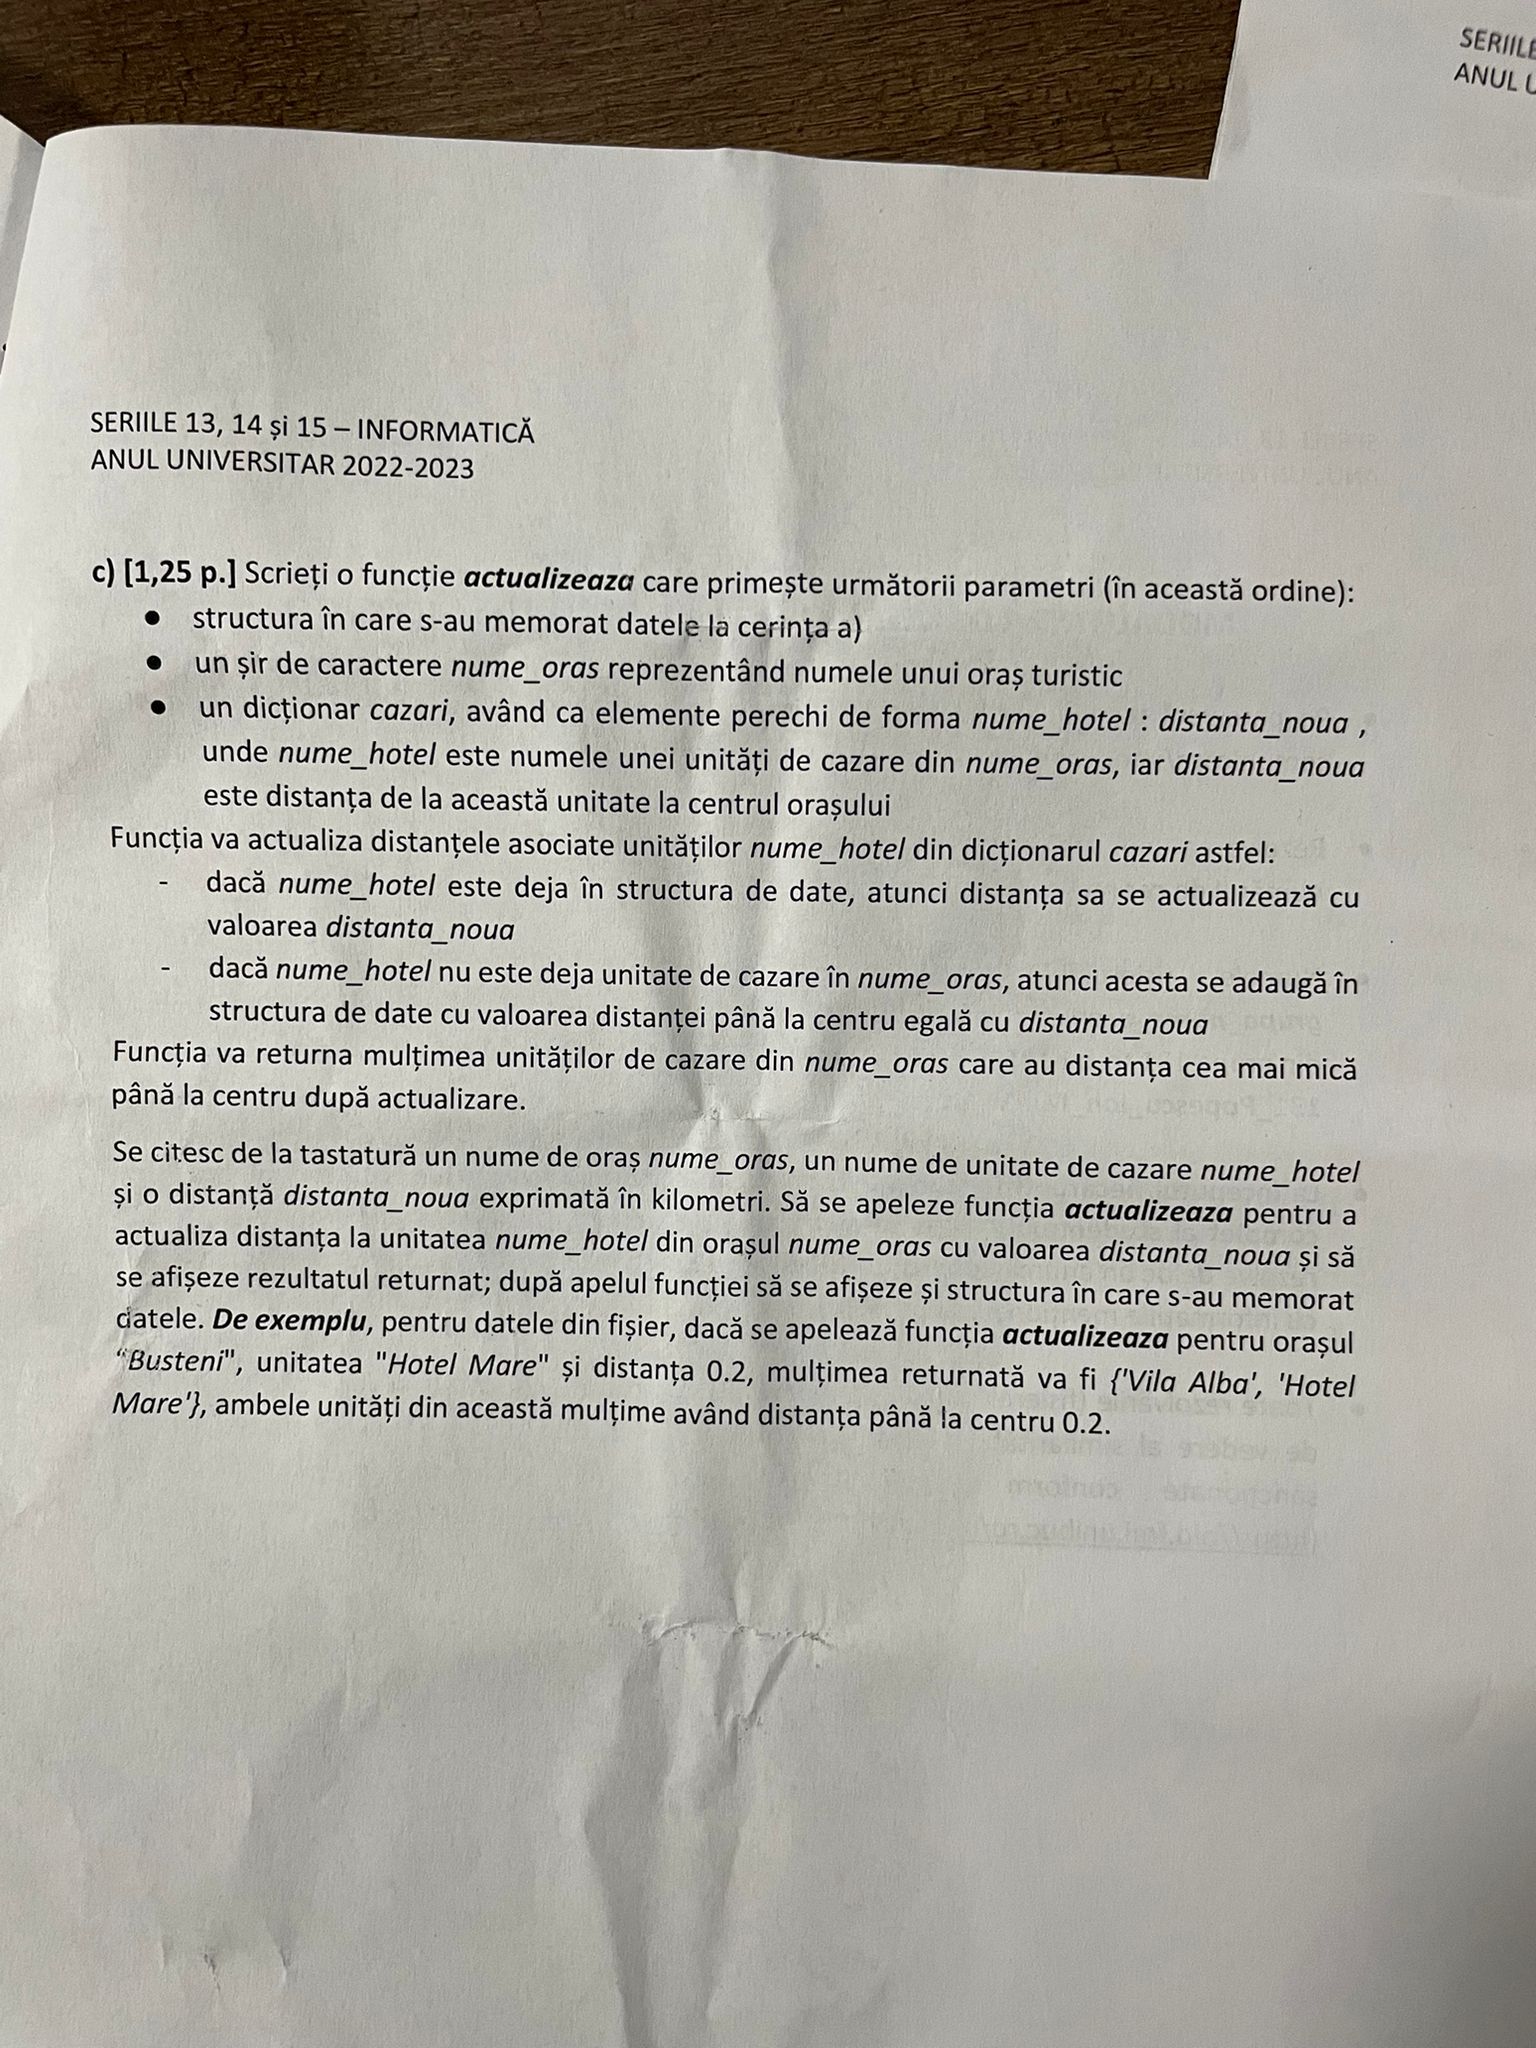 SERIILE
ANUL U
SERIILE 13, 14 și 15 – INFORMATICĂ
ANUL UNIVERSITAR 2022-2023
c) [1,25 p.] Scrieți o funcție actualizeaza care primește următorii parametri (în această ordine):
● structura în care s-au memorat datele la cerința a)
● un șir de caractere nume_oras reprezentând numele unui oraș turistic
● un dicționar cazari, având ca elemente perechi de forma nume_hotel : distanta_noua ,
unde nume_hotel este numele unei unități de cazare din nume_oras, iar distanta_noua
este distanța de la această unitate la centrul orașului
Funcția va actualiza distanțele asociate unităților nume_hotel din dicționarul cazari astfel:
- dacă nume_hotel este deja în structura de date, atunci distanța sa se actualizează cu
valoarea distanta_noua
- dacă nume_hotel nu este deja unitate de cazare în nume_oras, atunci acesta se adaugă în
structura de date cu valoarea distanței până la centru egală cu distanta_noua
Funcția va returna mulțimea unităților de cazare din nume_oras care au distanța cea mai mică
până la centru după actualizare.
Se citesc de la tastatură un nume de oraș nume_oras, un nume de unitate de cazare nume_hotel
și o distanță distanta_noua exprimată în kilometri. Să se apeleze funcția actualizeaza pentru a
actualiza distanța la unitatea nume_hotel din orașul nume_oras cu valoarea distanta_noua și să
se afișeze rezultatul returnat; după apelul funcției să se afișeze și structura în care s-au memorat
datele. De exemplu, pentru datele din fișier, dacă se apelează funcția actualizeaza pentru orașul
“Busteni", unitatea "Hotel Mare" și distanța 0.2, mulțimea returnată va fi {'Vila Alba', 'Hotel
Mare'}, ambele unități din această mulțime având distanța până la centru 0.2.